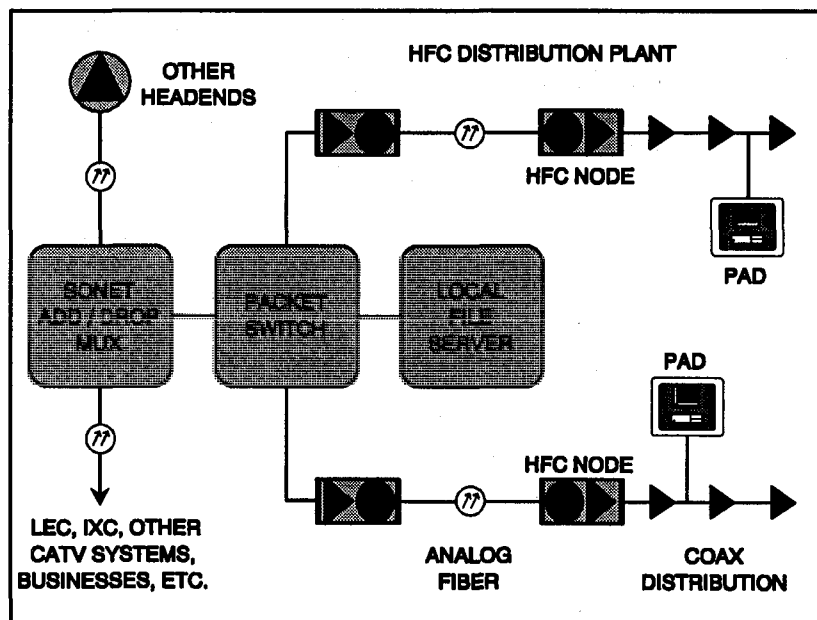 OTHER
HEADENDS
HFC DISTRIBUTION PLANT
HFC NODE
PAD
SONET
ADD / DROP
MUX
PACKET
SWITCH
LOCAL
FILE
SERVER
PAD
HFC NODE
LEC, IXC, OTHER
CATV SYSTEMS,
BUSINESSES, ETC.
ANALOG
FIBER
COAX
DISTRIBUTION